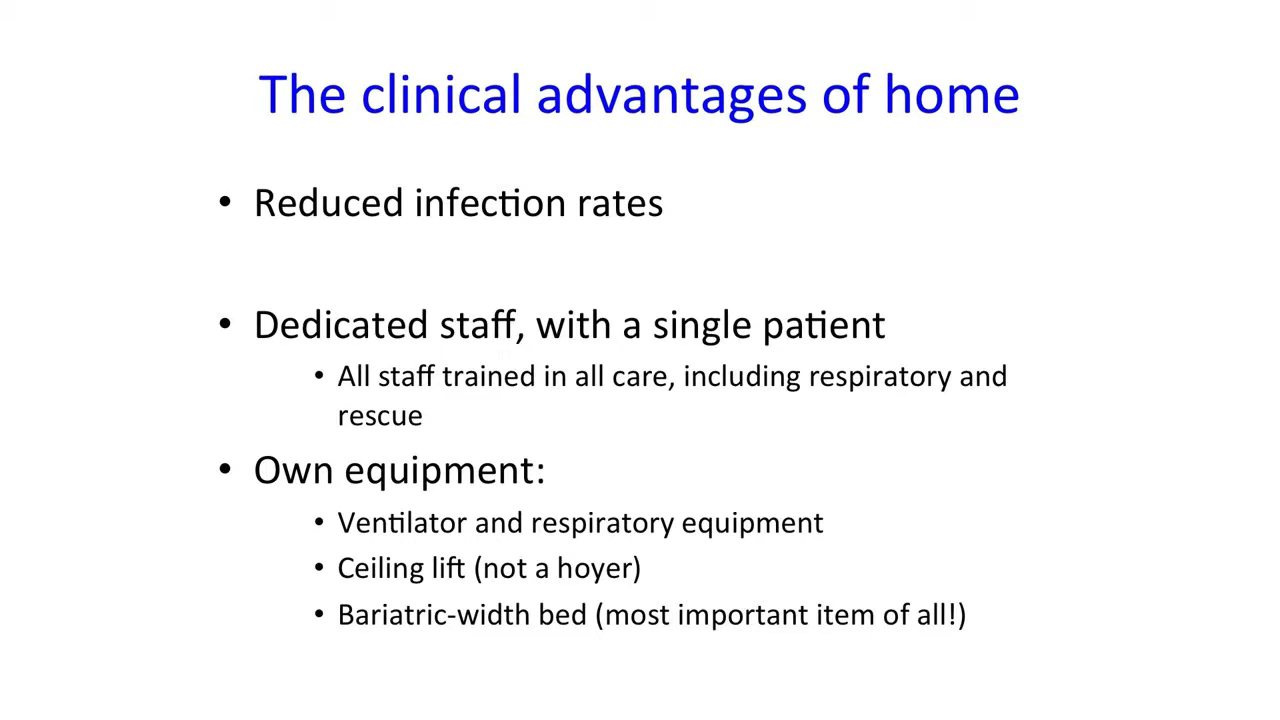 The clinical advantages of home
• Reduced infection rates
• Dedicated staff, with a single patient
• All staff trained in all care, including respiratory and
rescue
• Own equipment:
• Ventilator and respiratory equipment
• Ceiling lift (not a hoyer)
• Bariatric-width bed (most important item of all!)